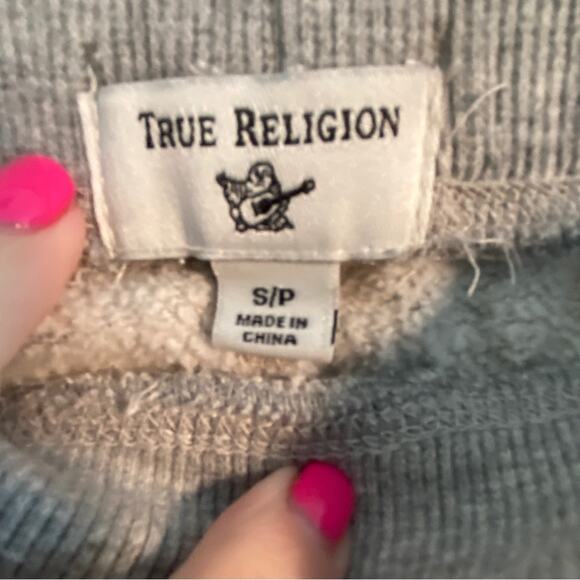 TRUE RELIGION
S/P
MADE IN
CHINA